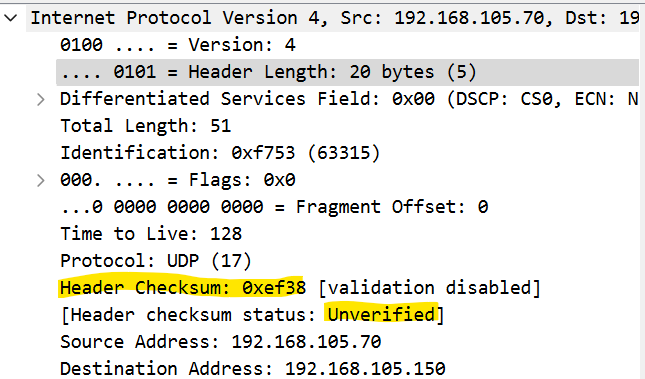 Internet Protocol Version 4, Src: 192.168.105.70, Dst: 19
0100 .... = Version: 4
.... 0101 = Header Length: 20 bytes (5)
Differentiated Services Field: 0x00 (DSCP: CS0, ECN: N
Total Length: 51
Identification: 0xf753 (63315)
000. .... = Flags: 0x0
...0 0000 0000 0000 = Fragment Offset: 0
Time to Live: 128
Protocol: UDP (17)
Header Checksum: 0xef38 [validation disabled]
[Header checksum status: Unverified]
Source Address: 192.168.105.70
Destination Address: 192.168.105.150